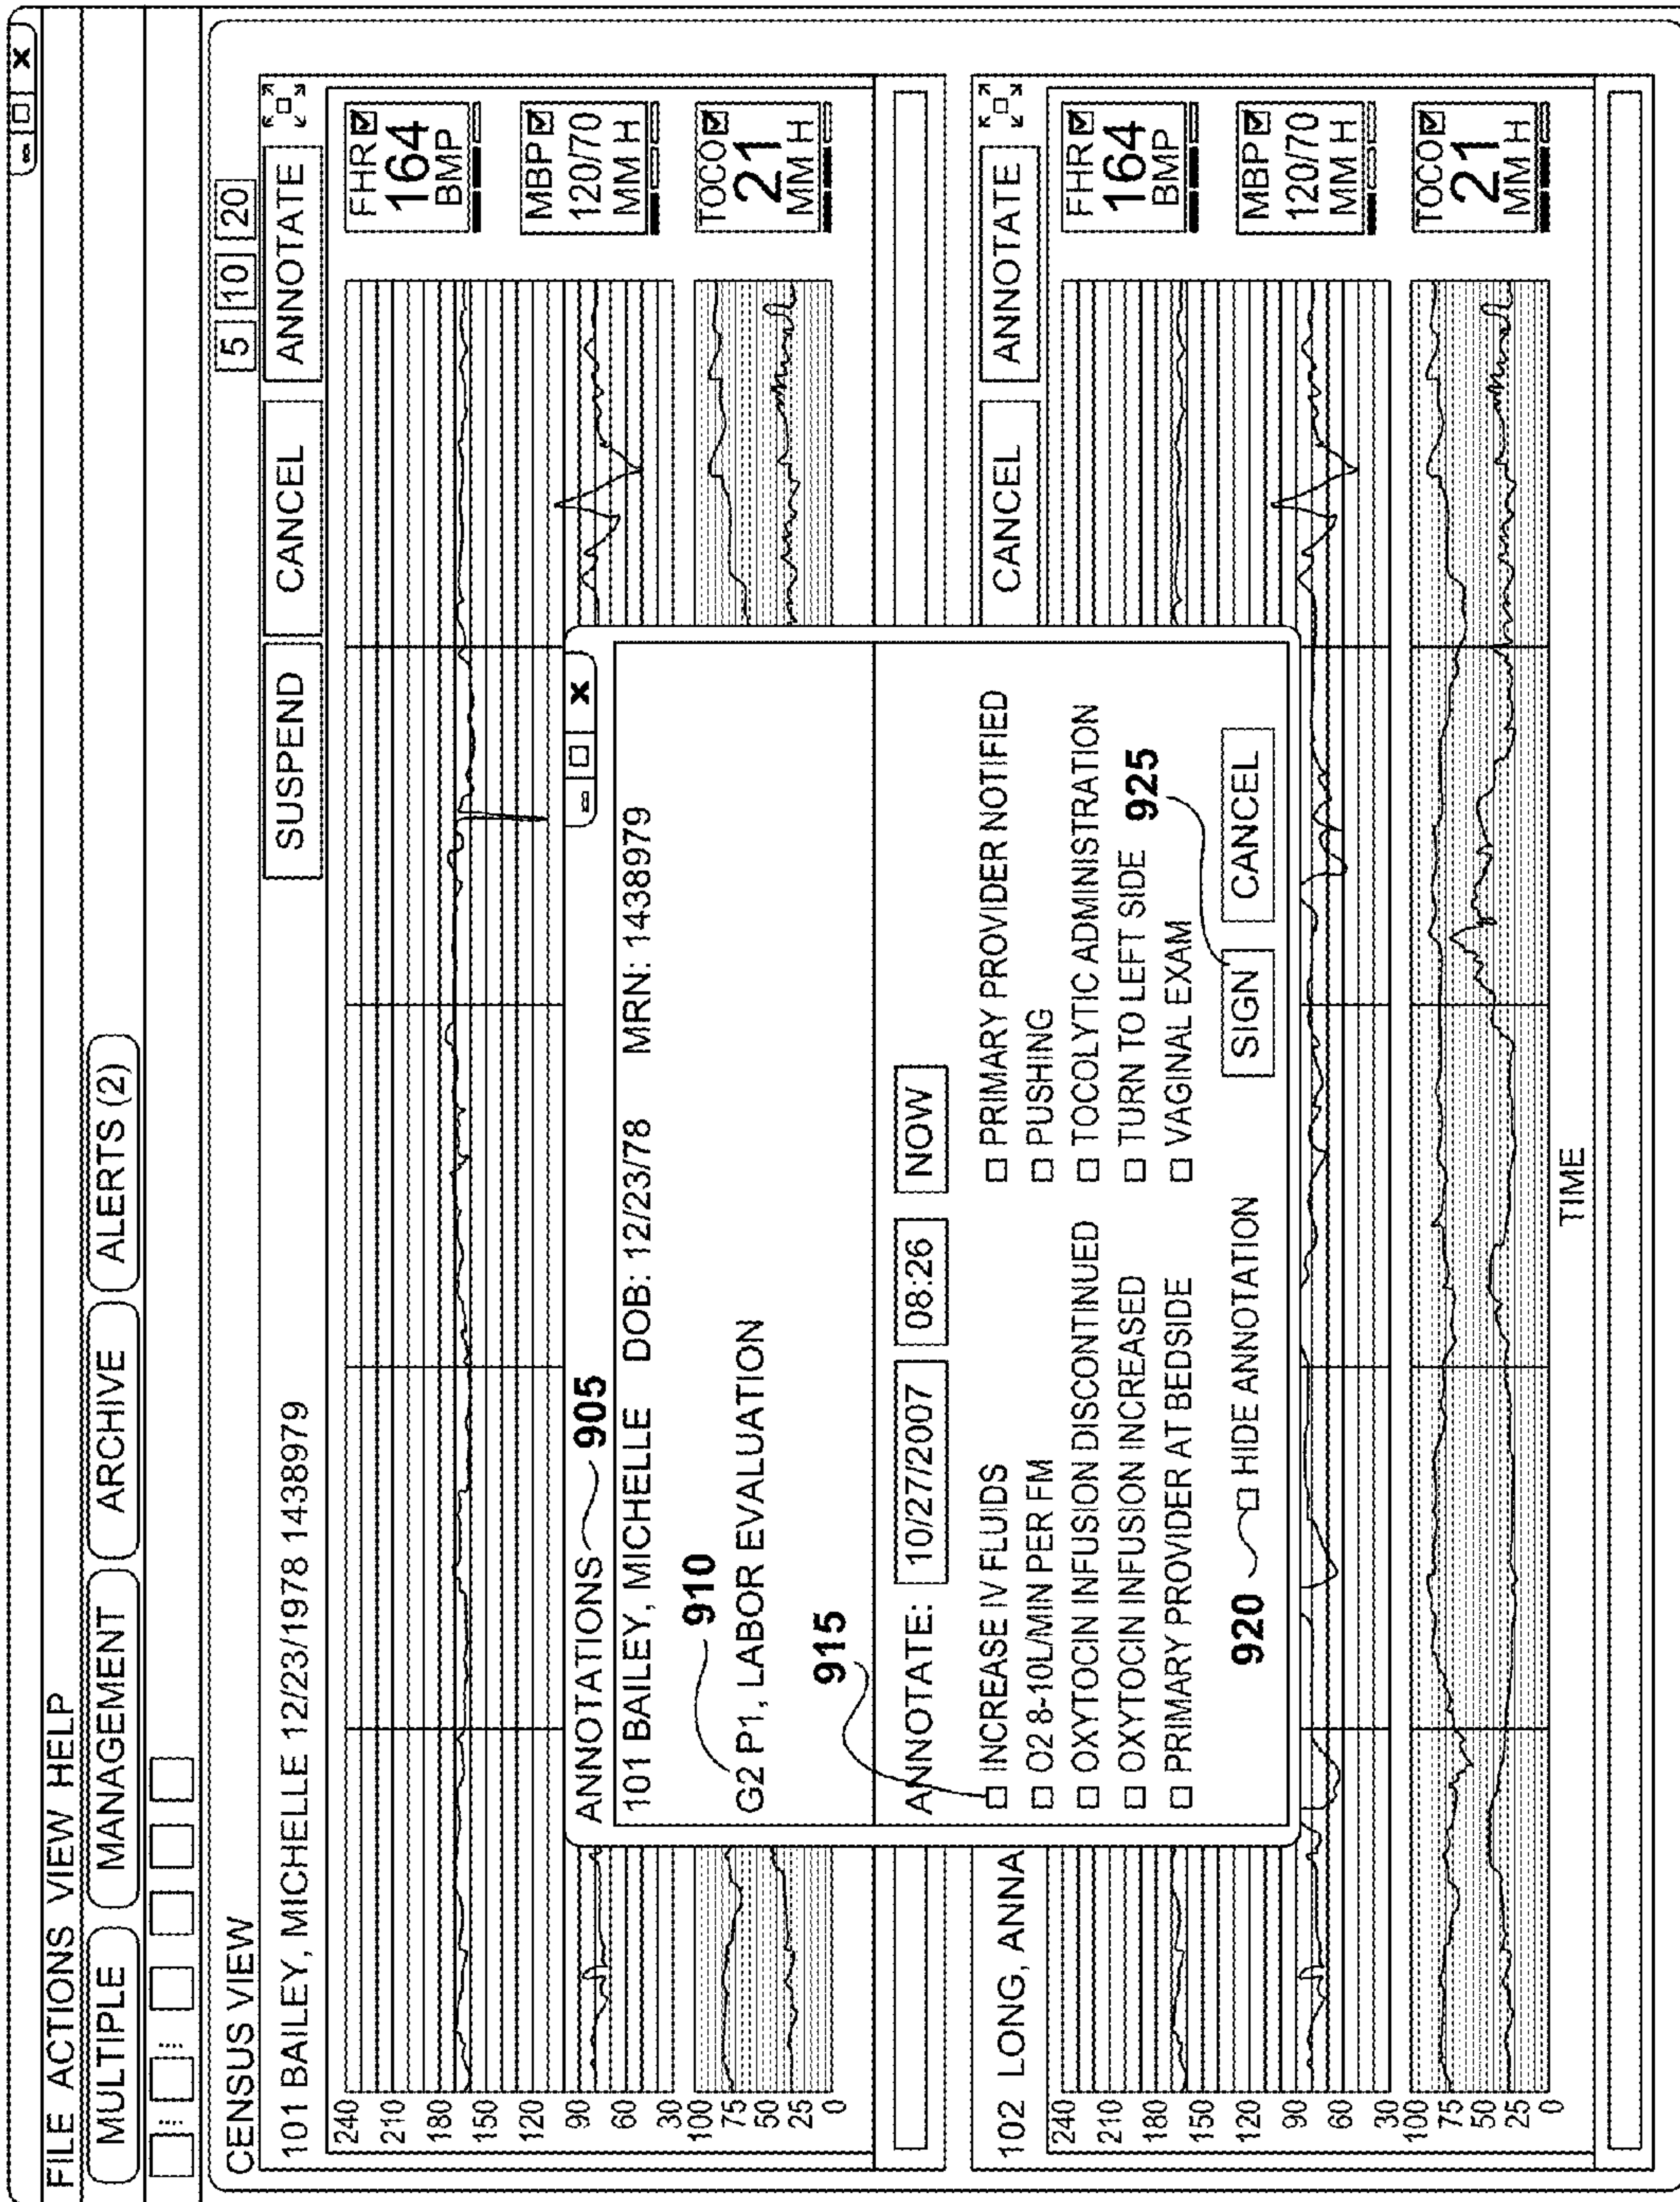 FILE ACTIONS VIEW HELP
MULTIPLE MANAGEMENT ARCHIVE ALERTS (2)
CENSUS VIEW
5 10 20
101 BAILEY, MICHELLE 12/23/1978 1438979
SUSPEND CANCEL ANNOTATE
240
210
180
150
120
90
60
30
100
75
50
25
0
FHR
164
BMP
MBP
120/70
MM H
TOCO
21
MM H
ANNOTATIONS 905
101 BAILEY, MICHELLE DOB: 12/23/78 MRN: 1438979
910
G2 P1, LABOR EVALUATION
915
ANNOTATE: 10/27/2007 08:26 NOW
INCREASE IV FLUIDS
O2 8-10L/MIN PER FM
OXYTOCIN INFUSION DISCONTINUED
OXYTOCIN INFUSION INCREASED
PRIMARY PROVIDER AT BEDSIDE
PRIMARY PROVIDER NOTIFIED
PUSHING
TOCOLYTIC ADMINISTRATION
TURN TO LEFT SIDE
VAGINAL EXAM
925
920 HIDE ANNOTATION
SIGN CANCEL
102 LONG, ANNA
CANCEL ANNOTATE
240
210
180
150
120
90
60
30
100
75
50
25
0
FHR
164
BMP
MBP
120/70
MM H
TOCO
21
MM H
TIME